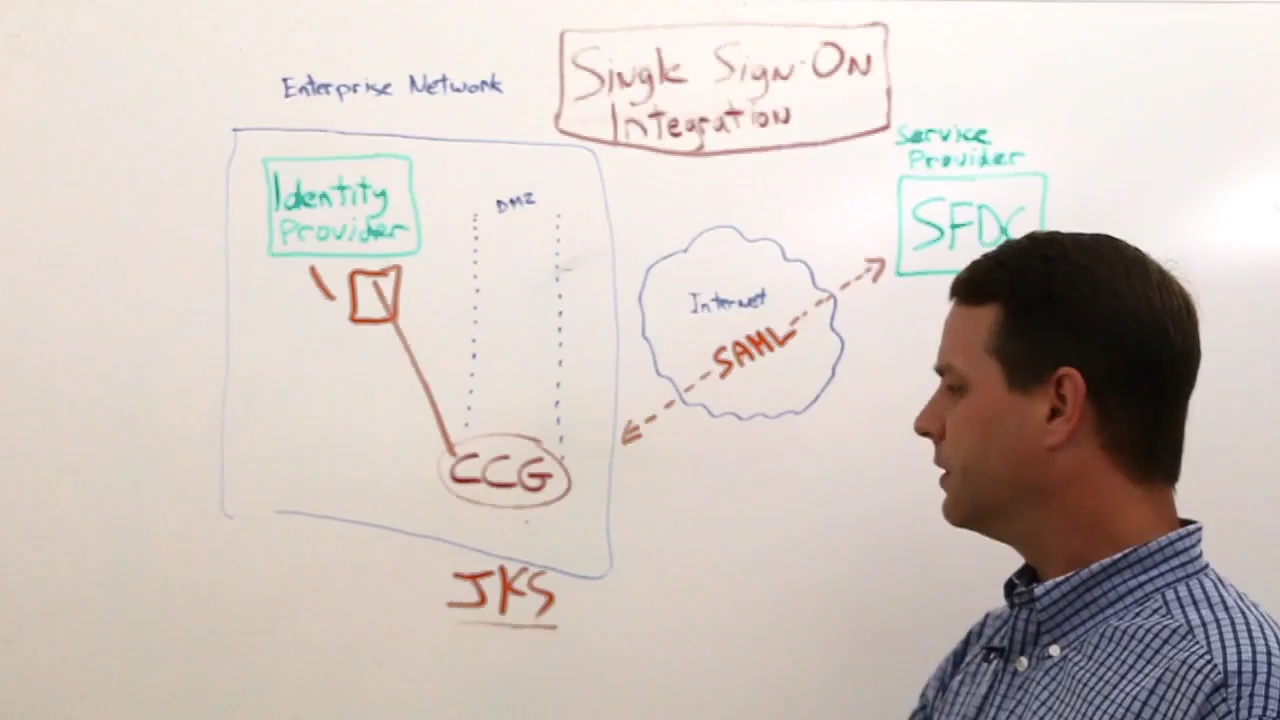 Single Sign-On
Integration
Enterprise Network
Service
Provider
Identity
Provider
DMZ
SFDC
Internet
SAML
CCG
JKS